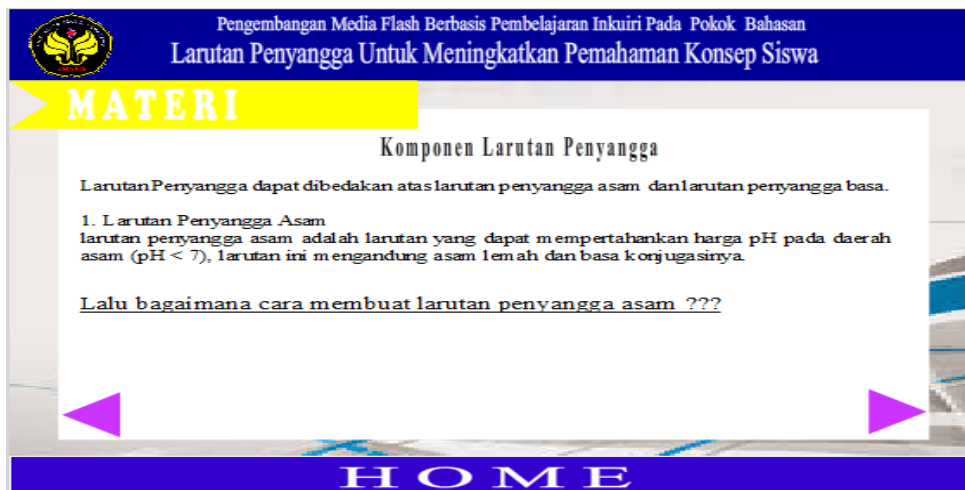 Pengembangan Media Flash Berbasis Pembelajaran Inkuiri Pada Pokok Bahasan
Larutan Penyangga Untuk Meningkatkan Pemahaman Konsep Siswa
MATERI
Komponen Larutan Penyangga
Larutan Penyangga dapat dibedakan atas larutan penyangga asam dan larutan penyangga basa.
1. Larutan Penyangga Asam
larutan penyangga asam adalah larutan yang dapat mempertahankan harga pH pada daerah
asam (pH < 7), larutan ini mengandung asam lemah dan basa konjugasinya.
Lalu bagaimana cara membuat larutan penyangga asam ???
HOME